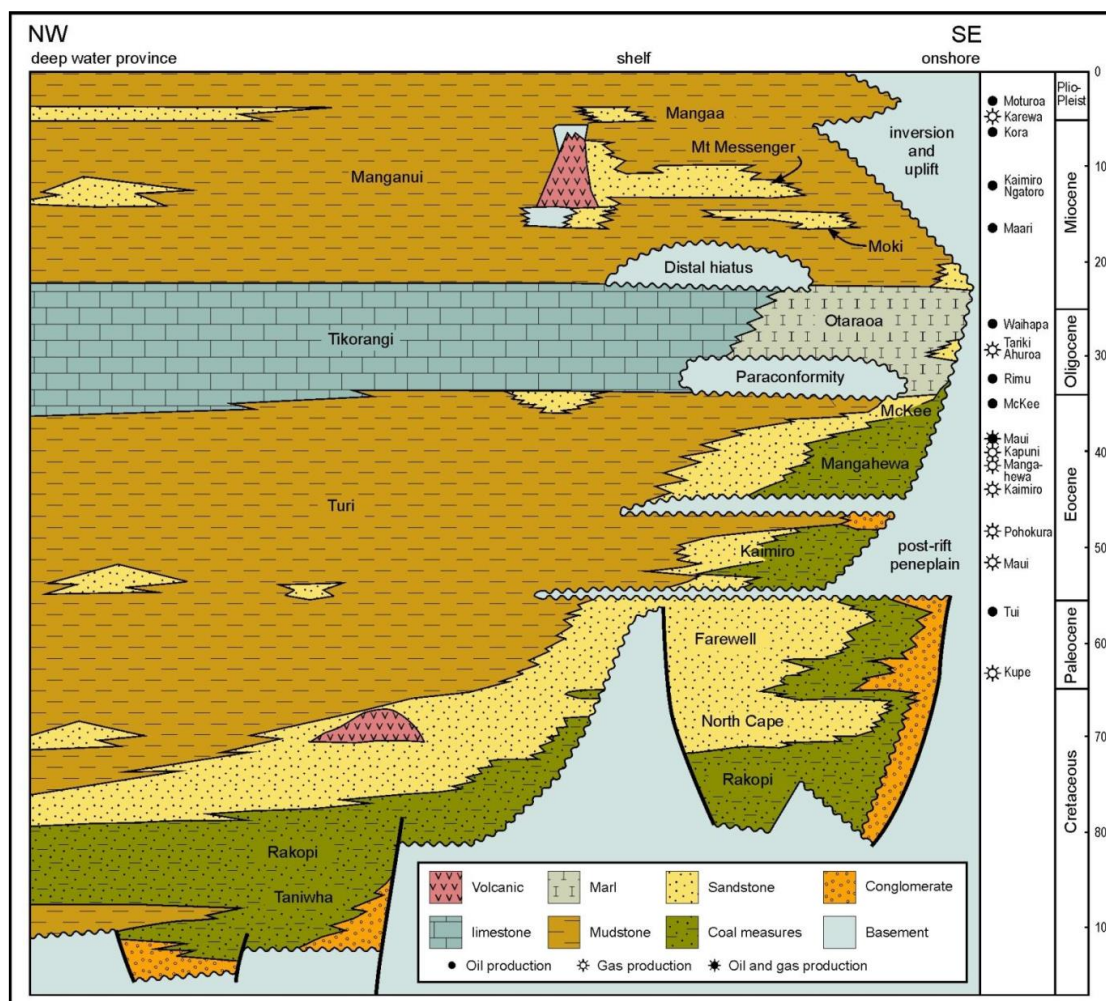 NW
SE
deep water province
shelf
onshore
0
Mangaa
Mt Messenger
inversion
and
uplift
Manganui
Moki
Distal hiatus
Otaraoa
Tikorangi
Paraconformity
McKee
Mangahewa
Turi
Kaimiro
post-rift
peneplain
Farewell
North Cape
Rakopi
Rakopi
Taniwha
Moturoa
Karewa
Kora
Kaimiro
Ngatoro
Maari
Waihapa
Tariki
Ahuroa
Rimu
McKee
Maui
Kapuni
Manga-
hewa
Kaimiro
Pohokura
Maui
Tui
Kupe
Plio-
Pleist
Miocene
Oligocene
Eocene
Paleocene
Cretaceous
10
20
30
40
50
60
70
80
10
Volcanic
Marl
Sandstone
Conglomerate
limestone
Mudstone
Coal measures
Basement
Oil production
Gas production
Oil and gas production